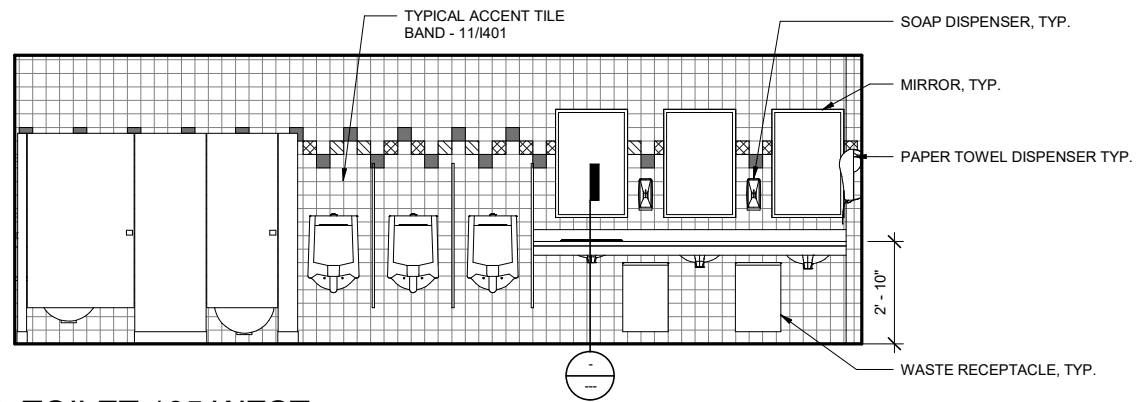 TYPICAL ACCENT TILE
BAND - 11/I401
SOAP DISPENSER, TYP.
MIRROR, TYP.
PAPER TOWEL DISPENSER TYP.
2' - 10"
WASTE RECEPTACLE, TYP.
-
---